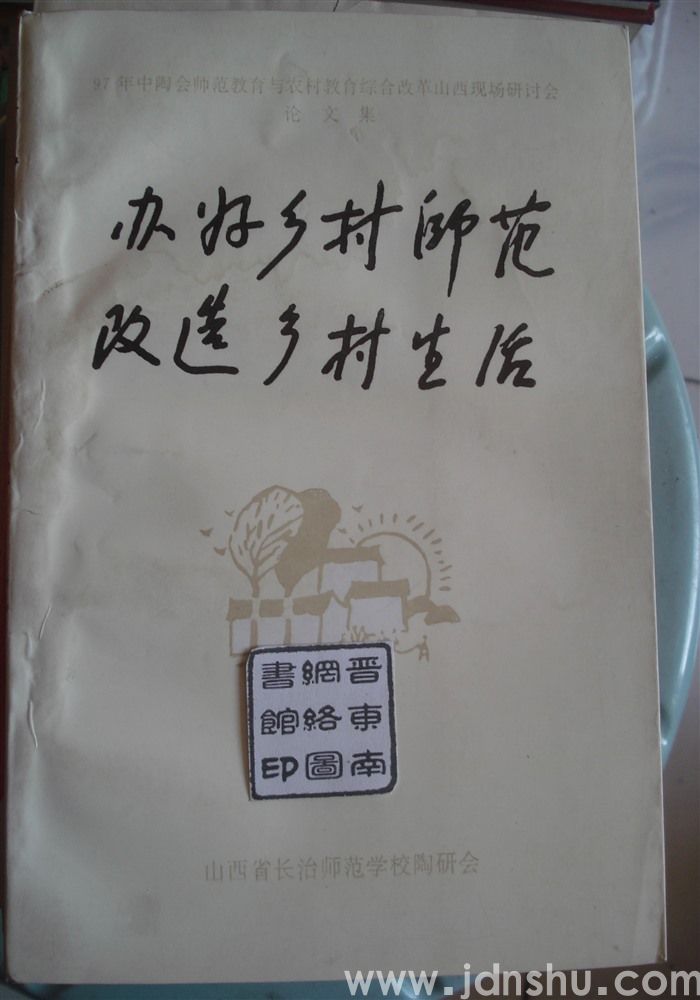 97年中陶会师范教育与农村教育综合改革山西现场研讨会
论文集
办好乡村師范
改造乡村生活
晋東南
網絡圖
書館印
山西省长治师范学校陶研会
www.jdnshu.com